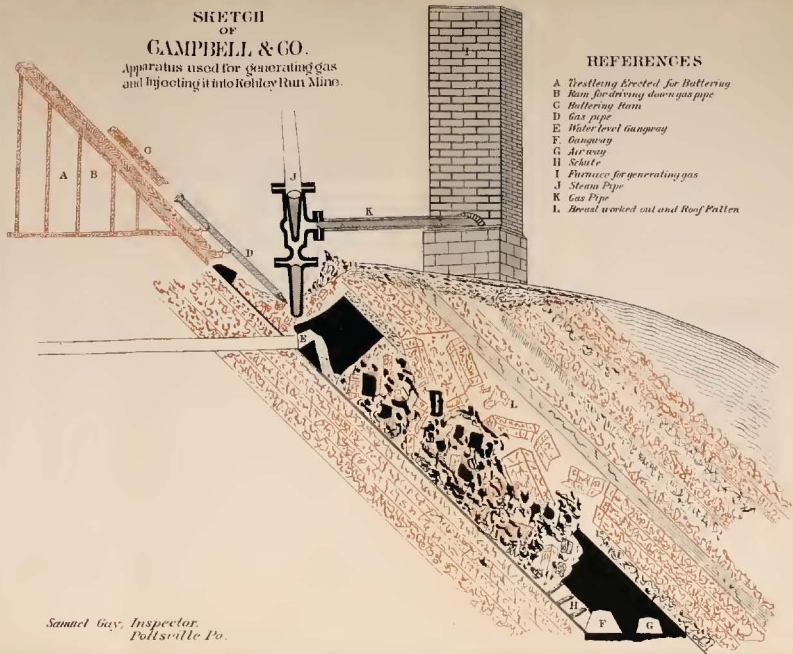 SKETCH
OF
CAMPBELL & CO.
Apparatus used for generating gas
and Injecting it into Kehley Run Mine.
REFERENCES
A Trestleing Erected for Battering
B Ram for driving down gas pipe
C Battering Ram
D Gas pipe
E Water level Gangway
F. Gangway
G Airway
H Schute
I Furnace for generating gas
J Steam Pipe
K Gas Pipe
L. Breast worked out and Roof Fallen
I
A B
C
J
K
D
E
L
H
F
G
Samuel Gay, Inspector.
Pottsville Pa.